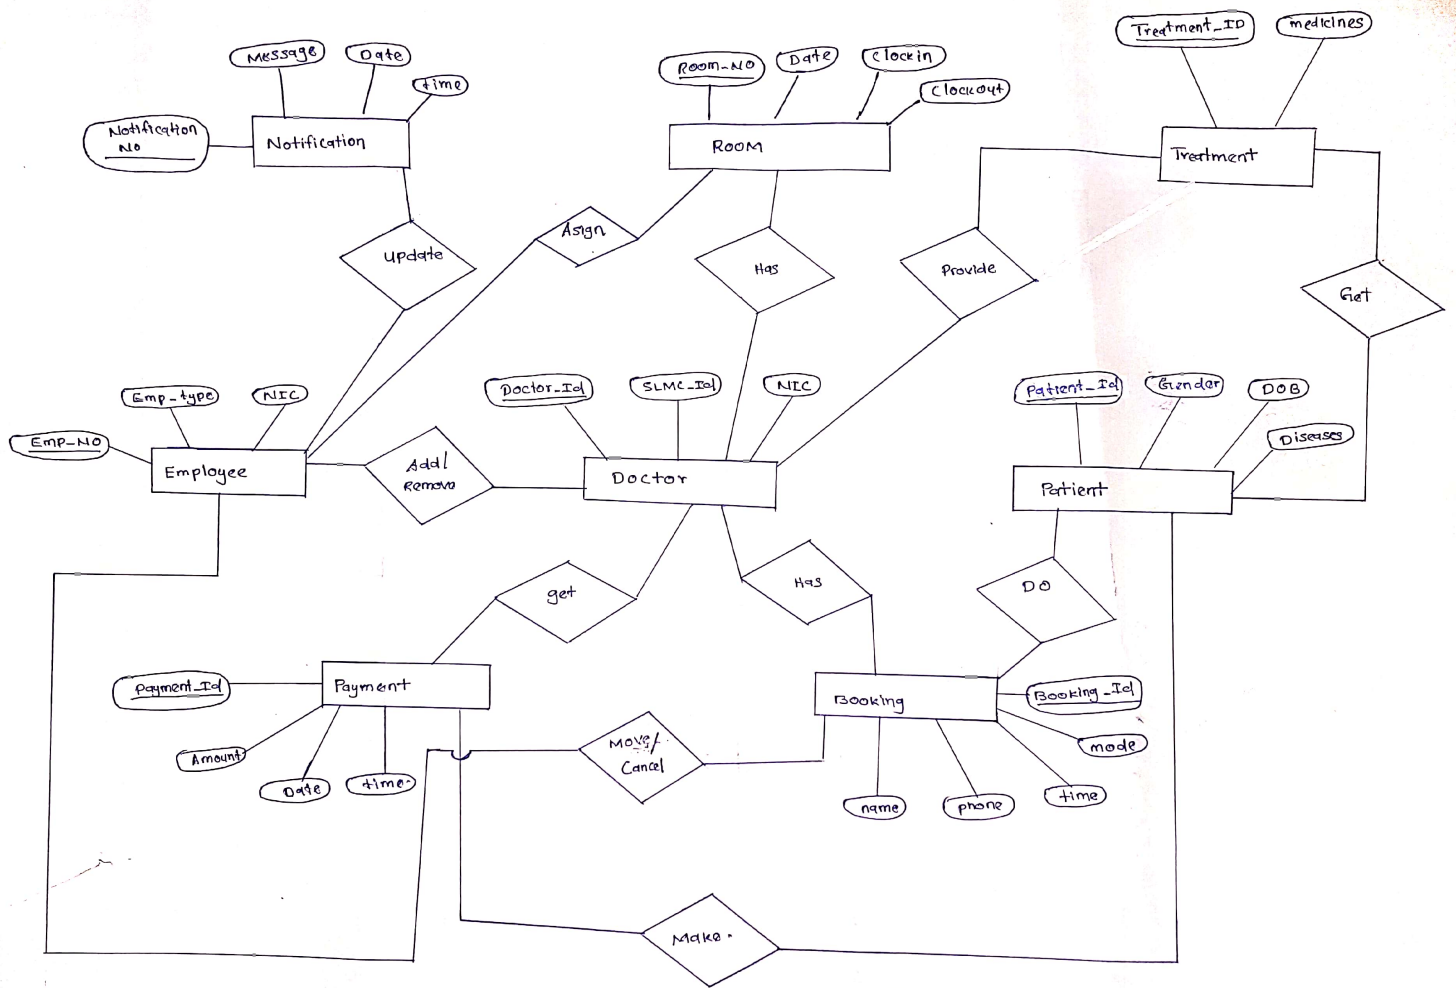 Treatment_ID
medicines
Message
Date
time
Room_NO
Date
Clockin
Clockout
Notification
NO
Notification
ROOM
Treatment
Asign
Update
Has
Provide
Get
Emp_type
NIC
Doctor_Id
SLMC_Id
NIC
Patient_Id
Gender
DOB
Emp_NO
Diseases
Employee
Add/
Remove
Doctor
Patient
get
Has
DO
Payment_Id
Payment
Booking
Booking_Id
Amount
Date
time.
Move/
Cancel
mode
name
phone
time
Make.